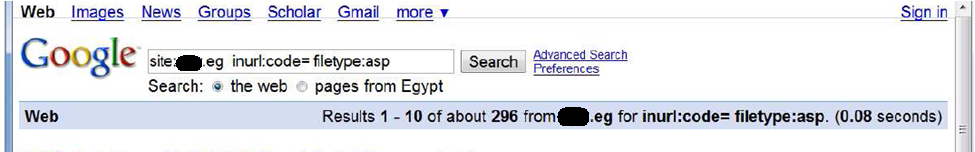 Web Images News Groups Scholar Gmail more ▼ Sign in
Google site: .eg inurl:code= filetype:asp Search Advanced Search
Preferences
Search: the web pages from Egypt
Web Results 1 - 10 of about 296 from .eg for inurl:code= filetype:asp. (0.08 seconds)